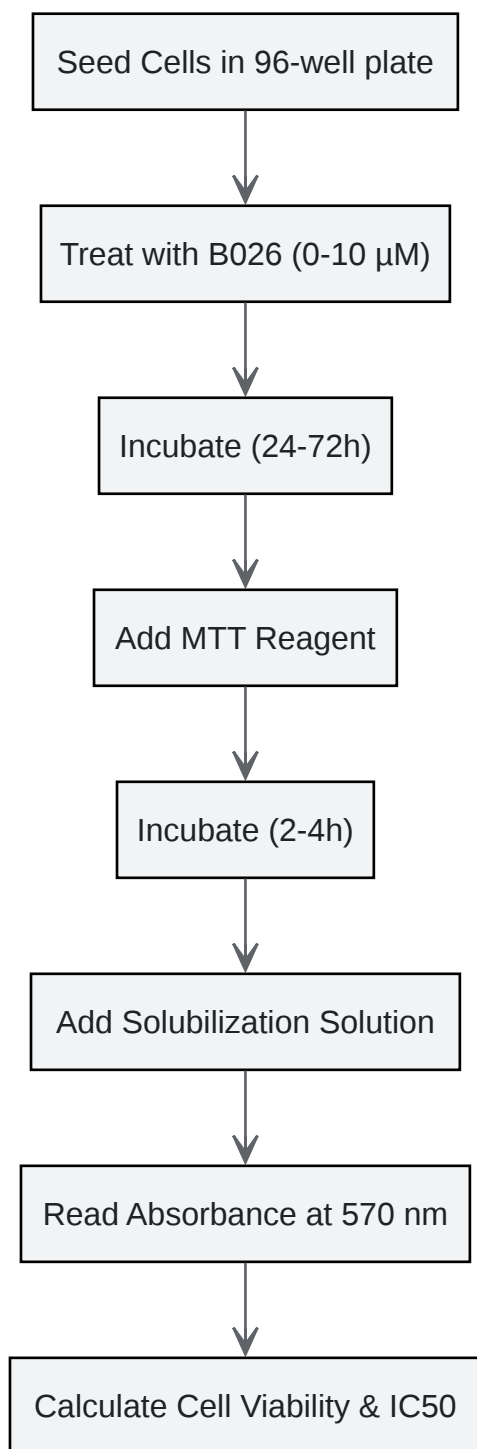 Seed Cells in 96-well plate
Treat with B026 (0-10 µM)
Incubate (24-72h)
Add MTT Reagent
Incubate (2-4h)
Add Solubilization Solution
Read Absorbance at 570 nm
Calculate Cell Viability & IC50